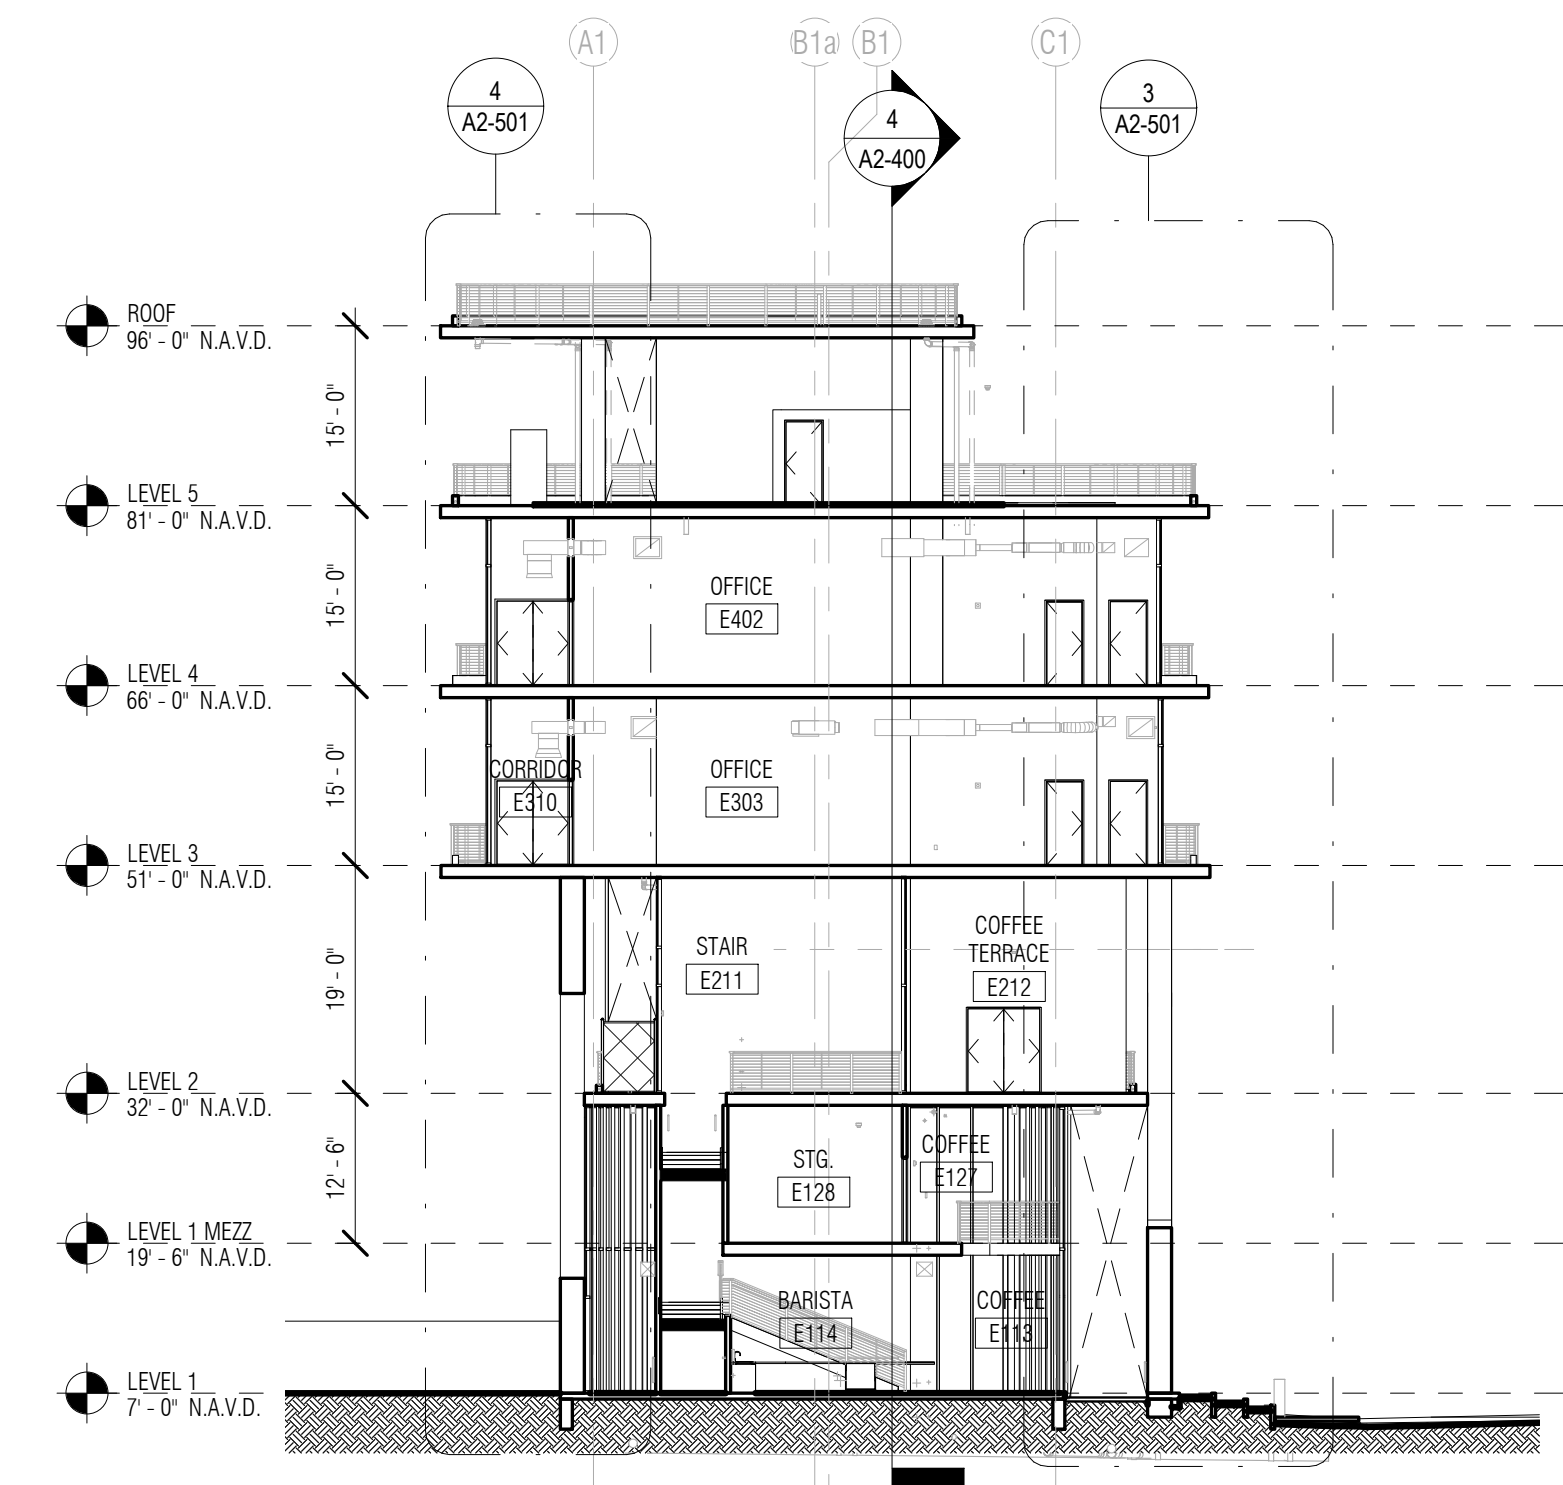 A1
B1a
B1
C1
4
A2-501
4
A2-400
3
A2-501
ROOF
96' - 0" N.A.V.D.
15' - 0"
LEVEL 5
81' - 0" N.A.V.D.
15' - 0"
OFFICE
E402
LEVEL 4
66' - 0" N.A.V.D.
15' - 0"
CORRIDOR
E310
OFFICE
E303
LEVEL 3
51' - 0" N.A.V.D.
19' - 0"
STAIR
E211
COFFEE
TERRACE
E212
LEVEL 2
32' - 0" N.A.V.D.
12' - 6"
STG.
E128
COFFEE
E127
LEVEL 1 MEZZ
19' - 6" N.A.V.D.
BARISTA
E114
COFFEE
E113
LEVEL 1
7' - 0" N.A.V.D.